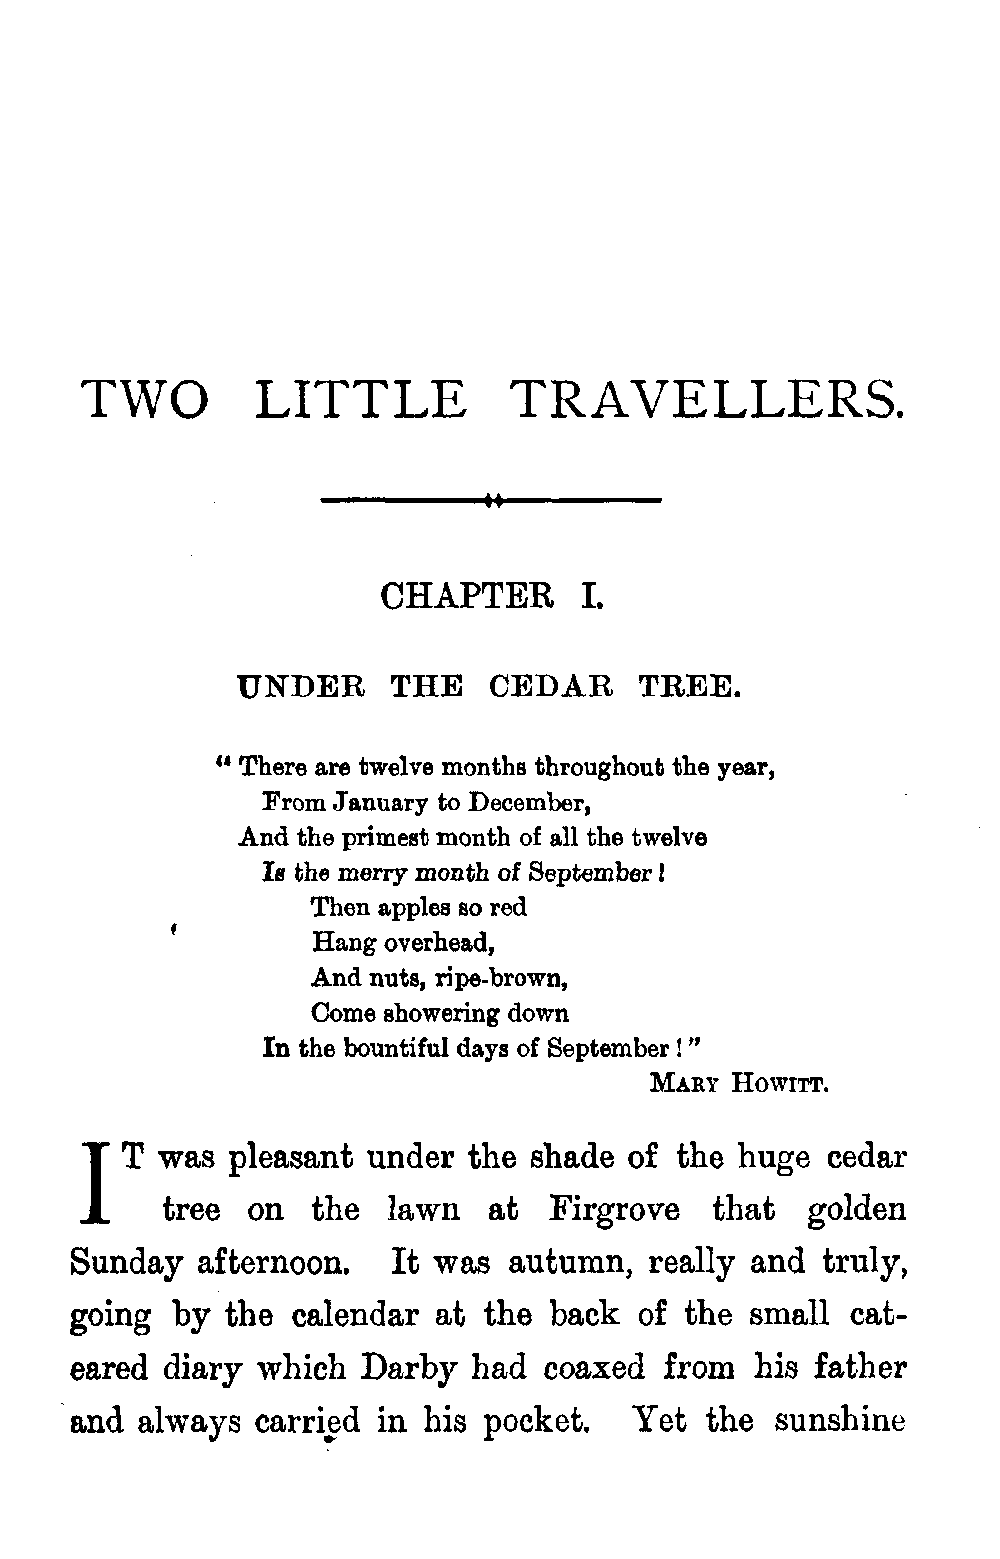 TWO LITTLE TRAVELLERS.
CHAPTER I.
UNDER THE CEDAR TREE.
“There are twelve months throughout the year,
From January to December,
And the primest month of all the twelve
Is the merry month of September!
Then apples so red
Hang overhead,
And nuts, ripe-brown,
Come showering down
In the bountiful days of September!”
MARY HOWITT.
IT was pleasant under the shade of the huge cedar
tree on the lawn at Firgrove that golden
Sunday afternoon. It was autumn, really and truly,
going by the calendar at the back of the small cat-
eared diary which Darby had coaxed from his father
and always carried in his pocket. Yet the sunshine